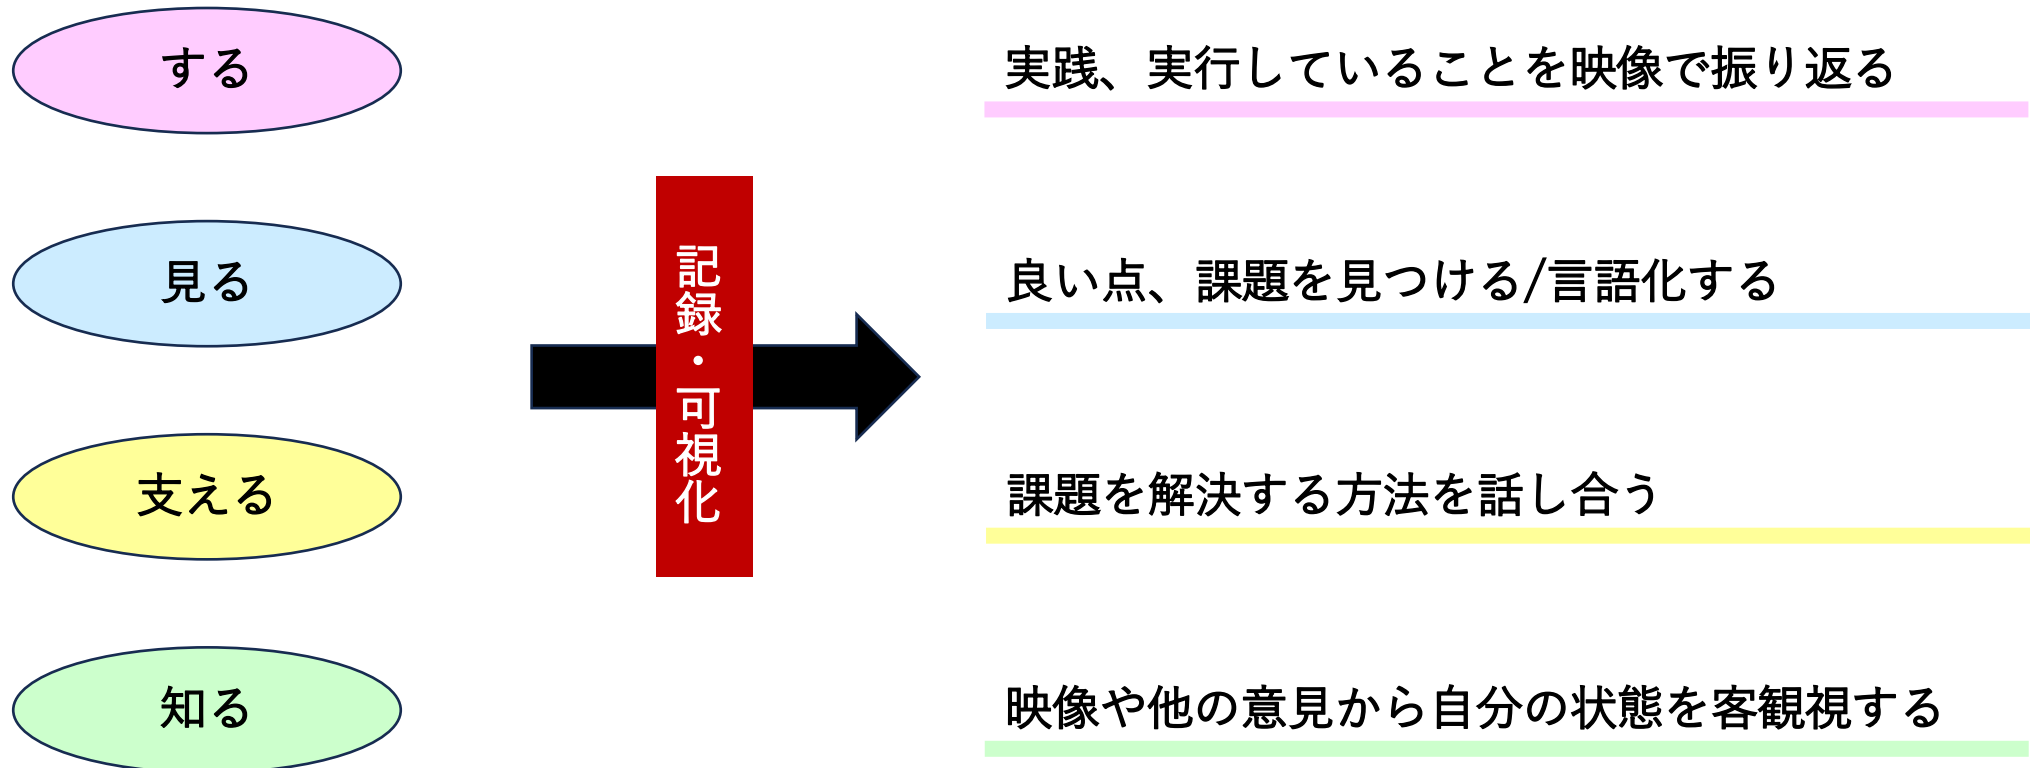 する
実践、実行していることを映像で振り返る
見る
良い点、課題を見つける/言語化する
記録・可視化
支える
課題を解決する方法を話し合う
知る
映像や他の意見から自分の状態を客観視する